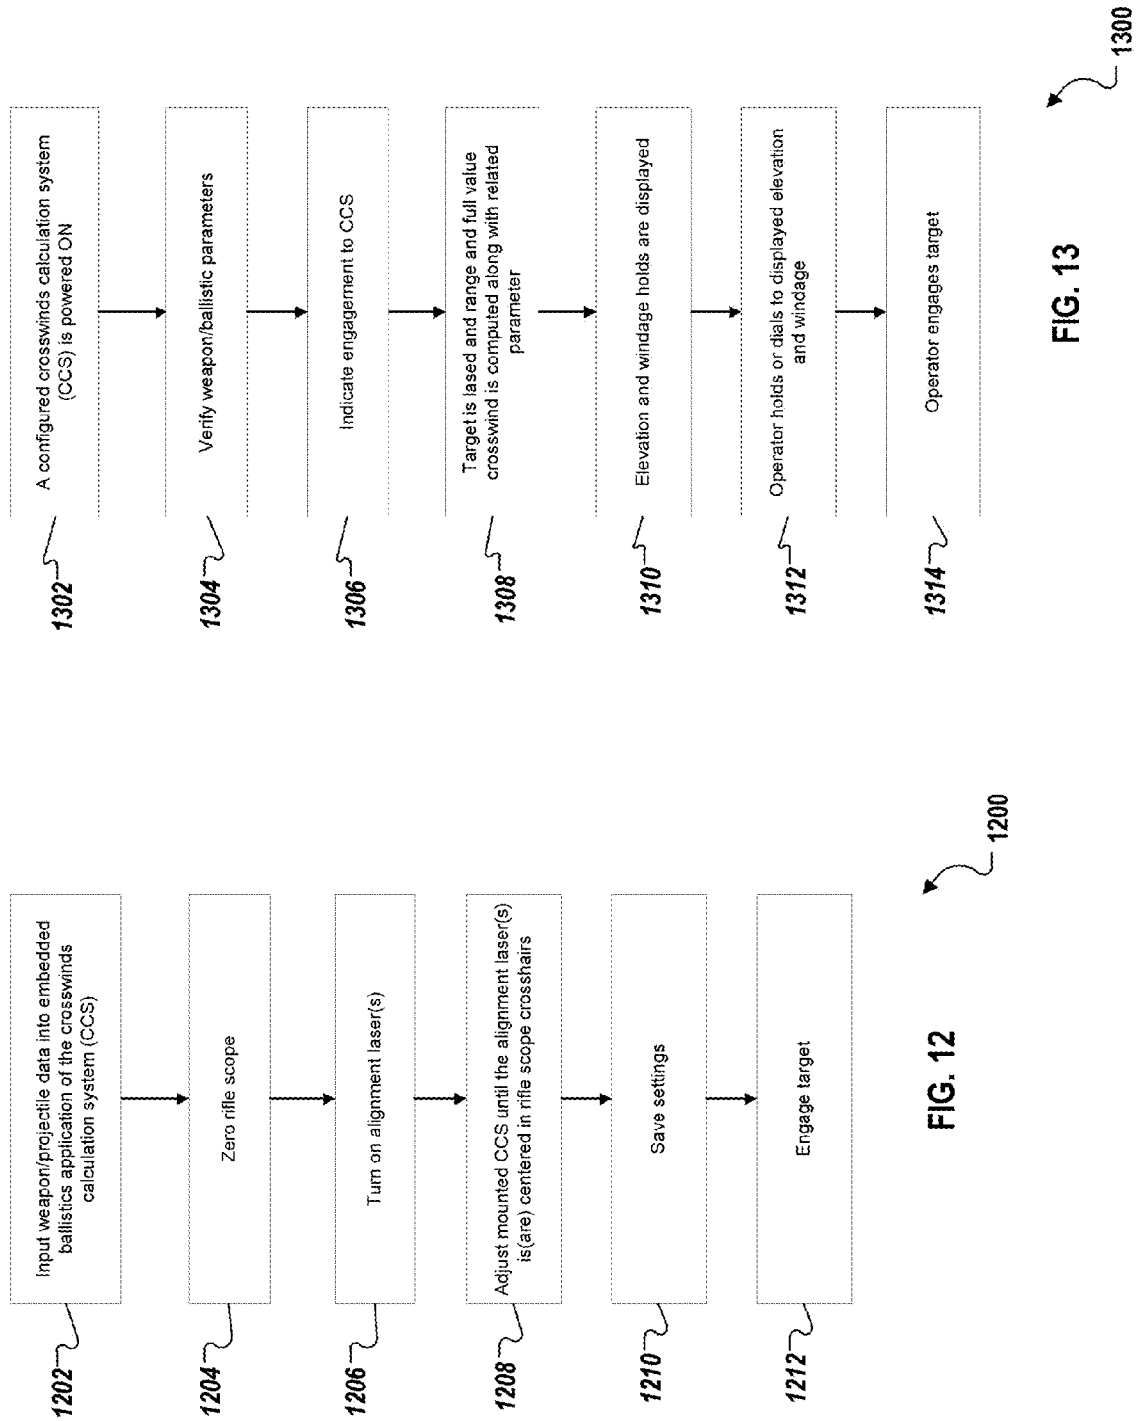 1202
Input weapon/projectile data into embedded
ballistics application of the crosswinds
calculation system (CCS)
1204
Zero rifle scope
1206
Turn on alignment laser(s)
1208
Adjust mounted CCS until the alignment laser(s)
is(are) centered in rifle scope crosshairs
1210
Save settings
1212
Engage target
1200
FIG. 12
1302
A configured crosswinds calculation system
(CCS) is powered ON
1304
Verify weapon/ballistic parameters
1306
Indicate engagement to CCS
1308
Target is lased and range and full value
crosswind is computed along with related
parameter
1310
Elevation and windage holds are displayed
1312
Operator holds or dials to displayed elevation
and windage
1314
Operator engages target
1300
FIG. 13